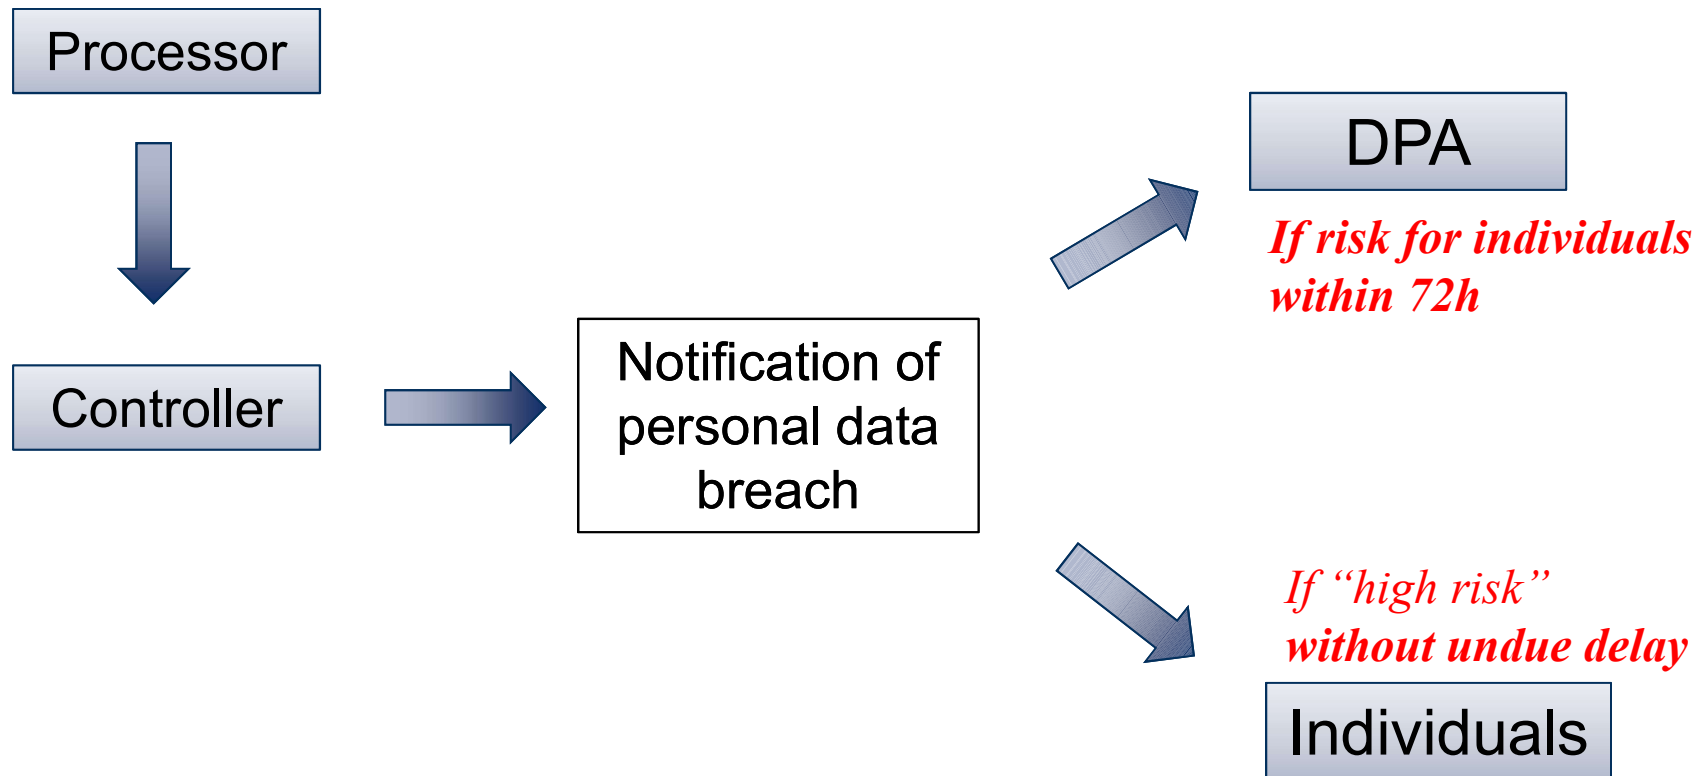 Processor
DPA
If risk for individuals
within 72h
Controller
Notification of
personal data
breach
If “high risk”
without undue delay
Individuals